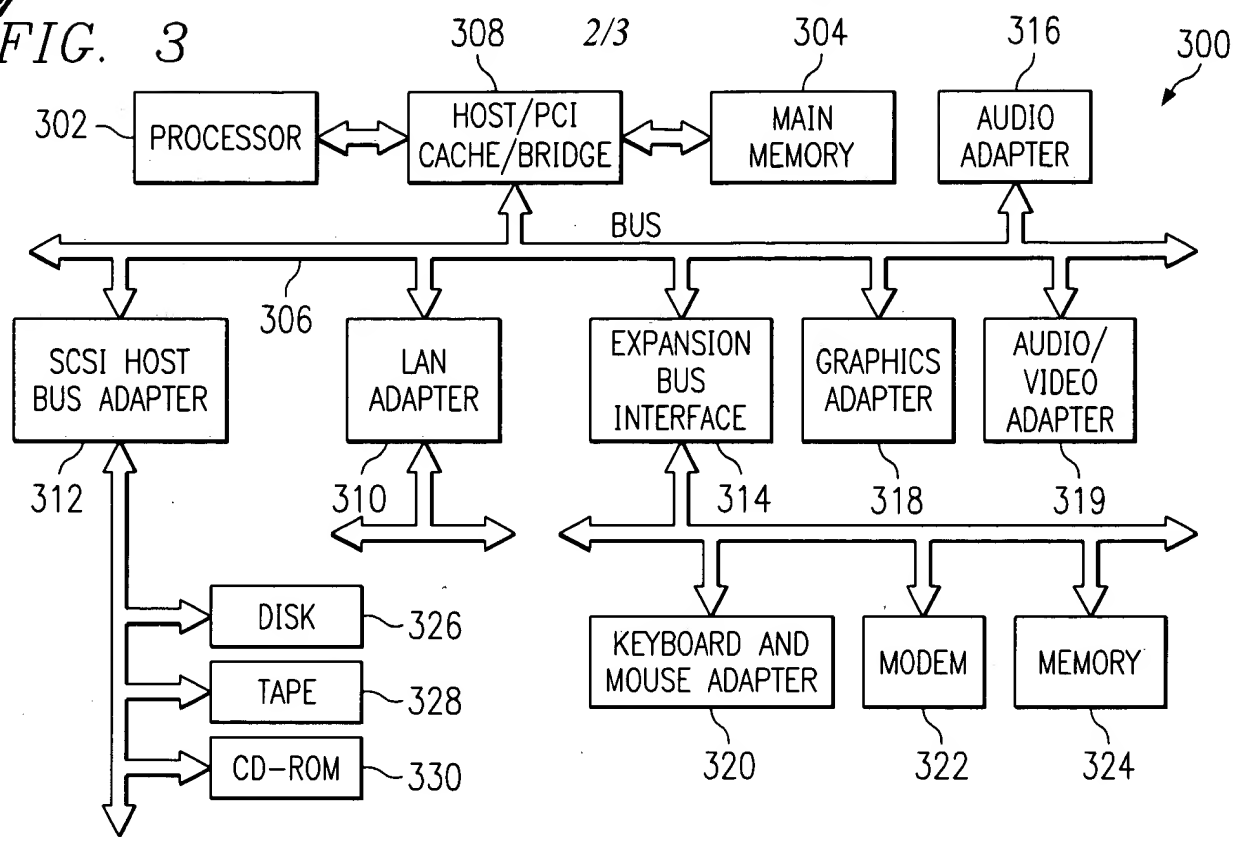 FIG. 3
2/3
308
304
316
300
302
PROCESSOR
HOST/PCI
CACHE/BRIDGE
MAIN
MEMORY
AUDIO
ADAPTER
BUS
306
SCSI HOST
BUS ADAPTER
LAN
ADAPTER
EXPANSION
BUS
INTERFACE
GRAPHICS
ADAPTER
AUDIO/
VIDEO
ADAPTER
312
310
314
318
319
DISK
326
TAPE
328
CD-ROM
330
KEYBOARD AND
MOUSE ADAPTER
MODEM
MEMORY
320
322
324